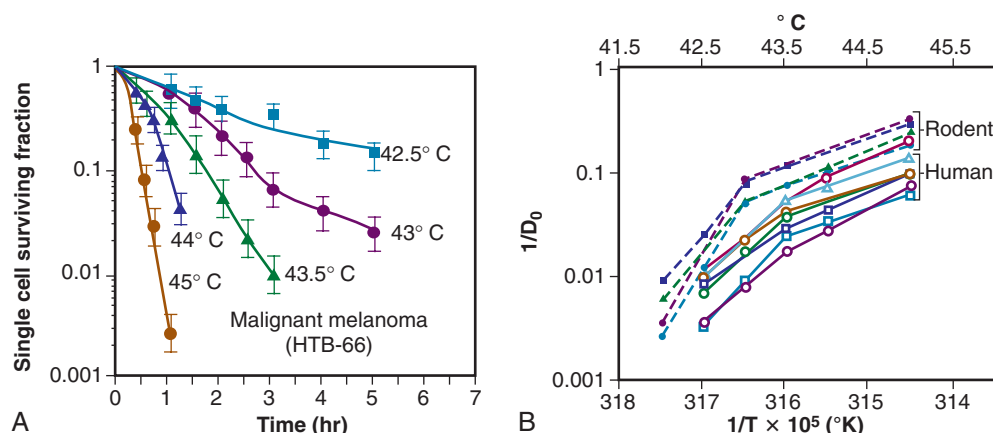 Single cell surviving fraction
1
0.1
0.01
0.001
42.5° C
43° C
44° C
43.5° C
45° C
Malignant melanoma
(HTB-66)
0 1 2 3 4 5 6 7
Time (hr)
A
° C
41.5 42.5 43.5 44.5 45.5
1/D0
1
0.1
0.01
0.001
Rodent
Human
318 317 316 315 314
1/T × 10⁵ (°K)
B